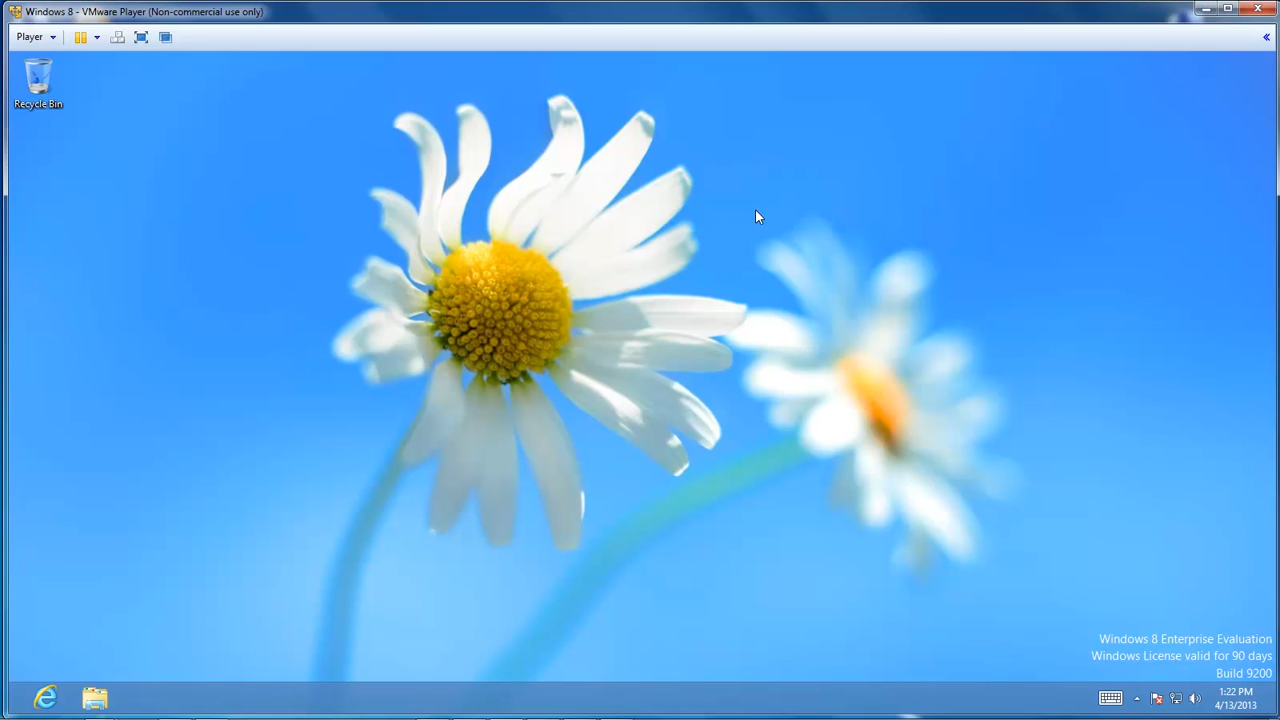 Windows 8 - VMware Player (Non-commercial use only)
Player
Recycle Bin
Windows 8 Enterprise Evaluation
Windows License valid for 90 days
Build 9200
1:22 PM
4/13/2013